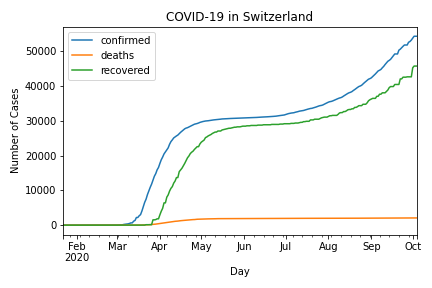 COVID-19 in Switzerland
confirmed
deaths
recovered
Number of Cases
50000
40000
30000
20000
10000
0
Feb Mar Apr May Jun Jul Aug Sep Oct
2020
Day